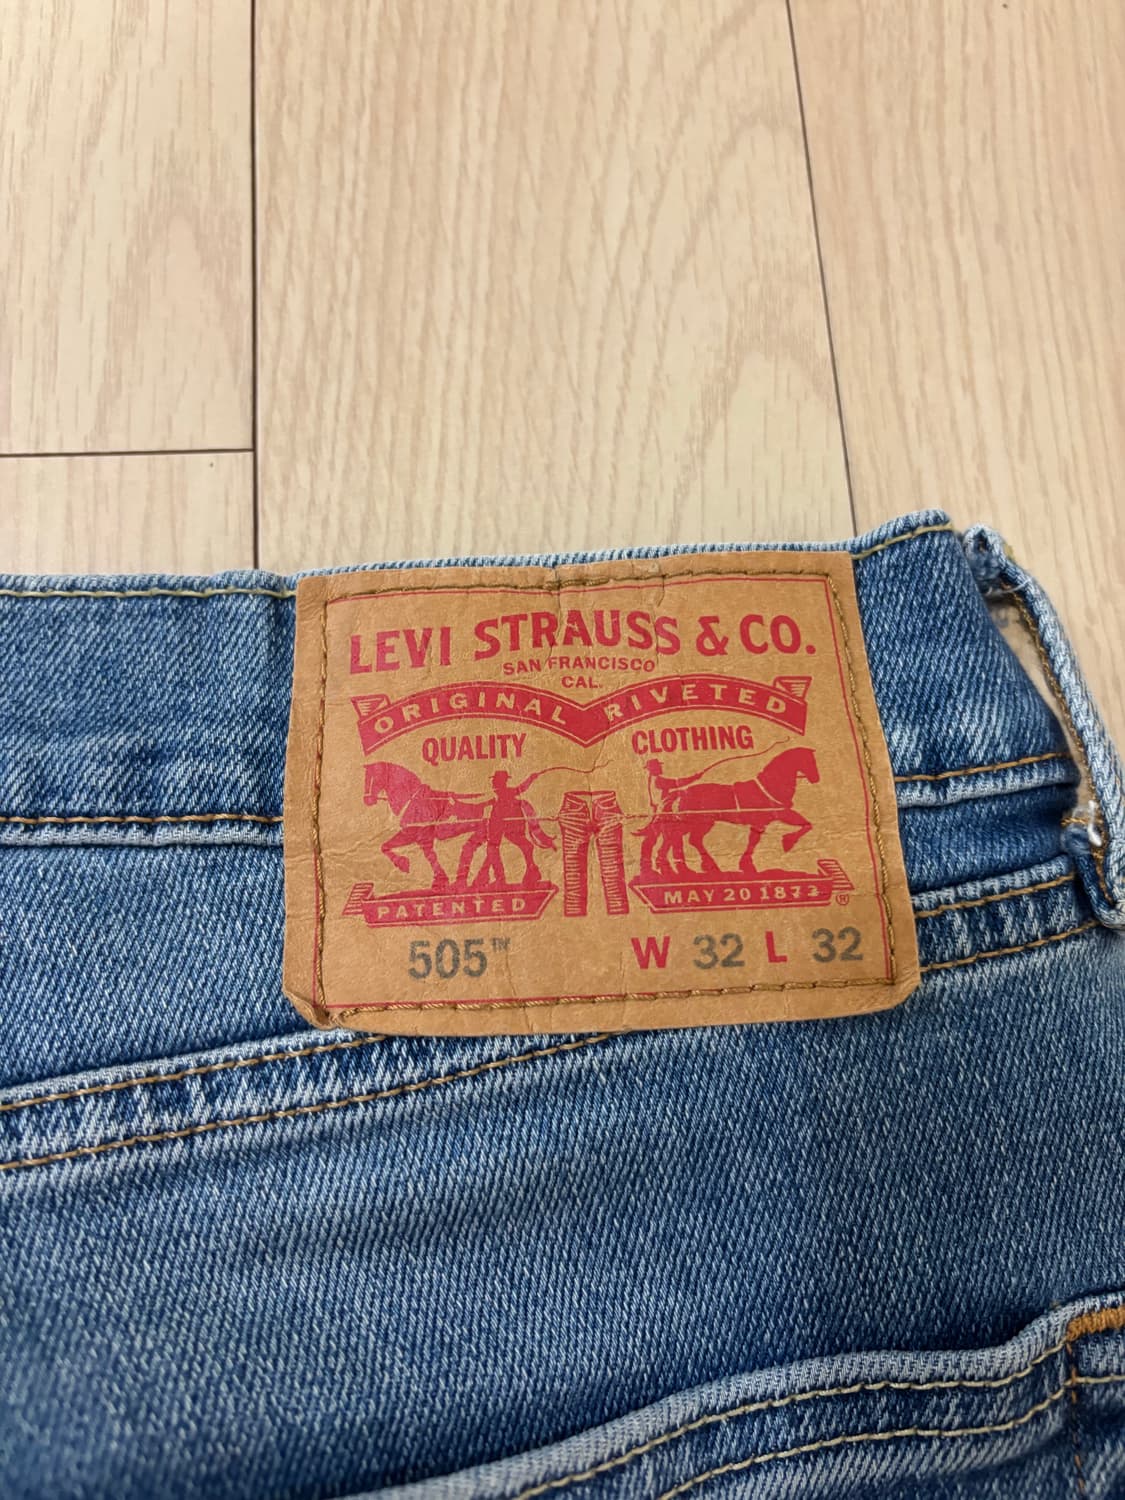 LEVI STRAUSS & CO.
SAN FRANCISCO
CAL.
ORIGINAL RIVETED
QUALITY CLOTHING
PATENTED MAY 20 1873 ®
505™ W 32 L 32